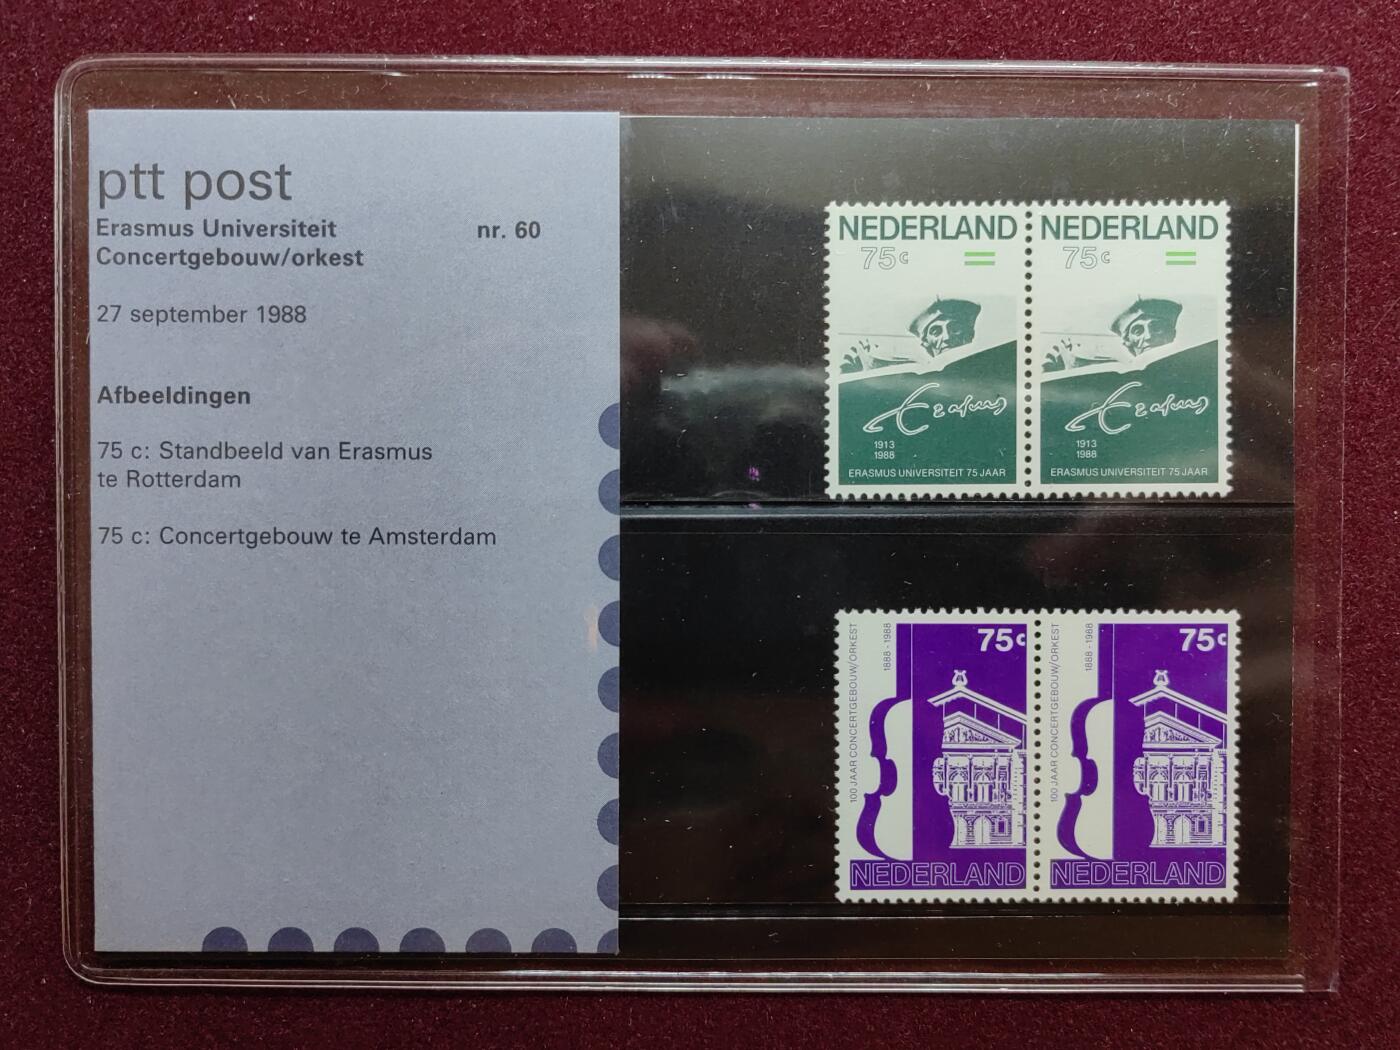 ptt post
Erasmus Universiteit nr. 60
Concertgebouw/orkest
27 september 1988
Afbeeldingen
75 c: Standbeeld van Erasmus
te Rotterdam
75 c: Concertgebouw te Amsterdam
NEDERLAND
75c
Erasmus
1913
1988
ERASMUS UNIVERSITEIT 75 JAAR
NEDERLAND
75c
Erasmus
1913
1988
ERASMUS UNIVERSITEIT 75 JAAR
100 JAAR CONCERTGEBOUW/ORKEST
1888 - 1988
75c
NEDERLAND
100 JAAR CONCERTGEBOUW/ORKEST
1888 - 1988
75c
NEDERLAND